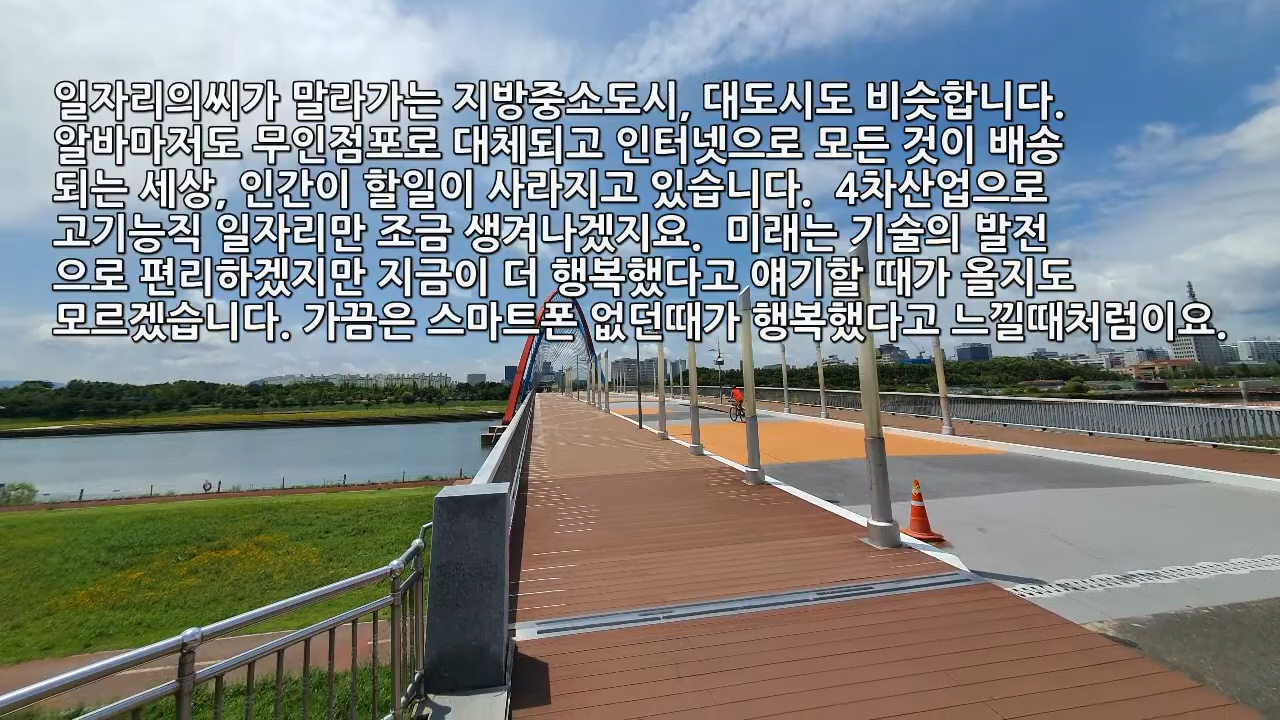 일자리의씨가 말라가는 지방중소도시, 대도시도 비슷합니다.
알바마저도 무인점포로 대체되고 인터넷으로 모든 것이 배송
되는 세상, 인간이 할일이 사라지고 있습니다. 4차산업으로
고기능직 일자리만 조금 생겨나겠지요. 미래는 기술의 발전
으로 편리하겠지만 지금이 더 행복했다고 얘기할 때가 올지도
모르겠습니다. 가끔은 스마트폰 없던때가 행복했다고 느낄때처럼이요.